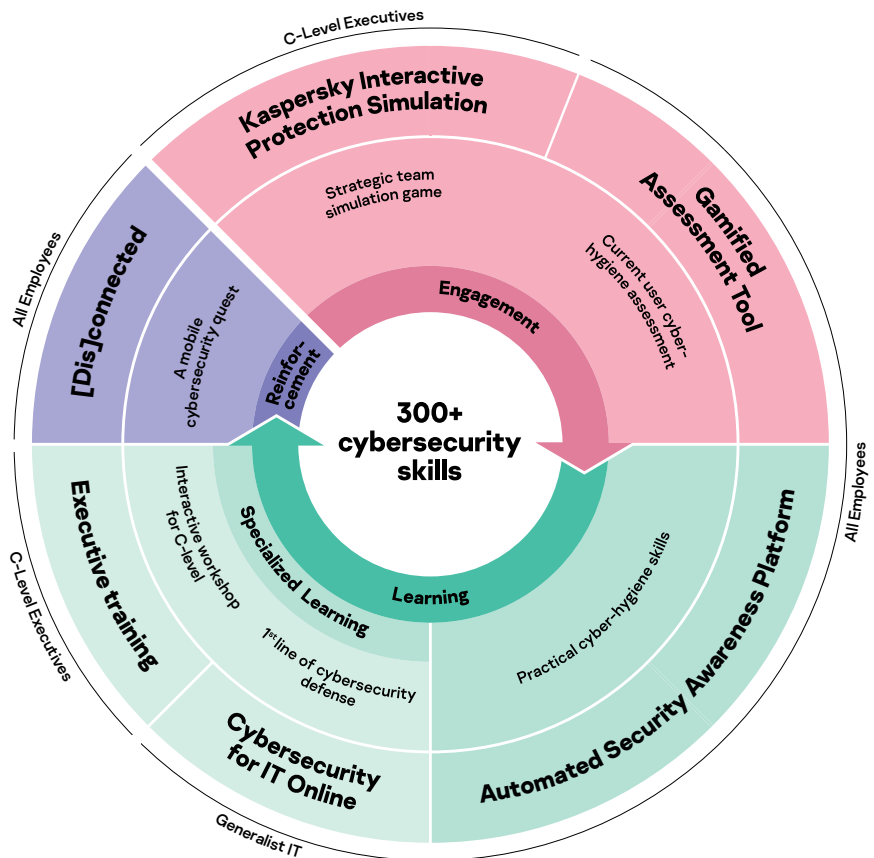 C-Level Executives
Kaspersky Interactive
Protection Simulation
Strategic team
simulation game
Gamified
Assessment Tool
Current user cyber-
hygiene assessment
Engagement
All Employees
[Dis]connected
A mobile
cybersecurity quest
Reinfor-
cement
300+
cybersecurity
skills
All Employees
Automated Security Awareness Platform
Practical cyber-hygiene skills
Learning
Specialized Learning
C-Level Executives
Executive training
Interactive workshop
for C-level
1st line of cybersecurity
defense
Cybersecurity
for IT Online
Generalist IT